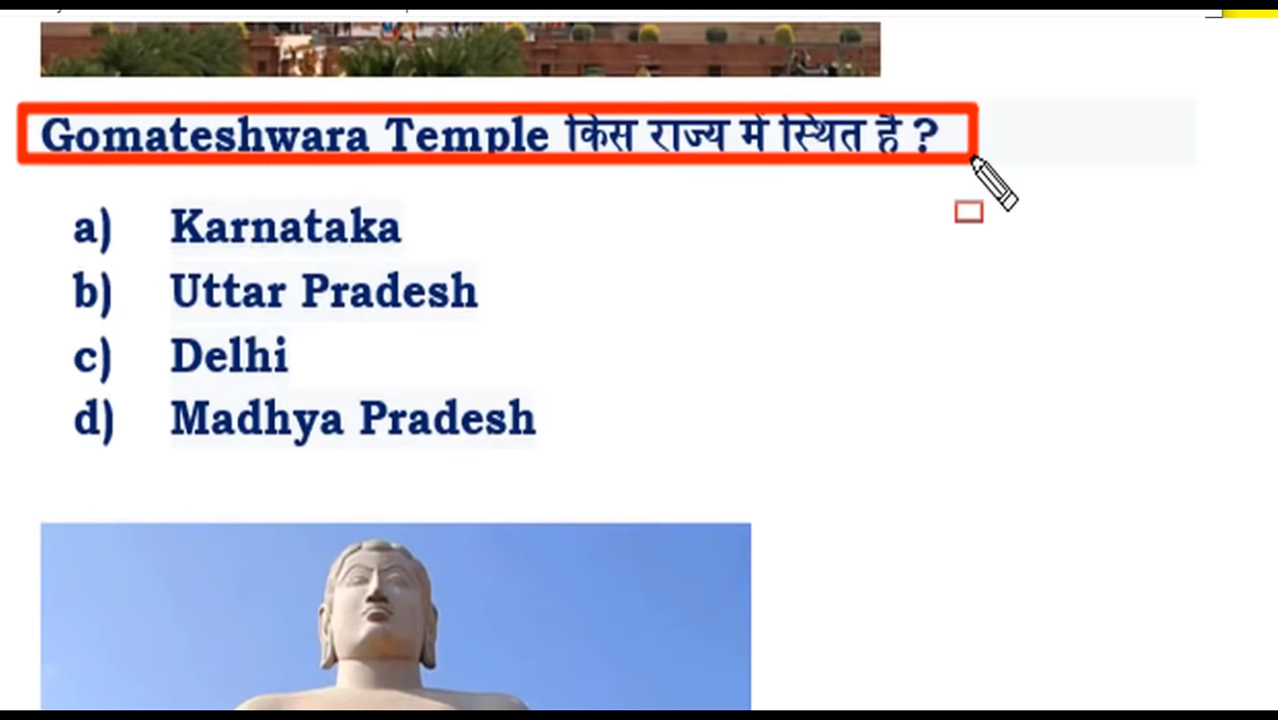 Gomateshwara Temple किस राज्य में स्थित है ?
a) Karnataka
b) Uttar Pradesh
c) Delhi
d) Madhya Pradesh